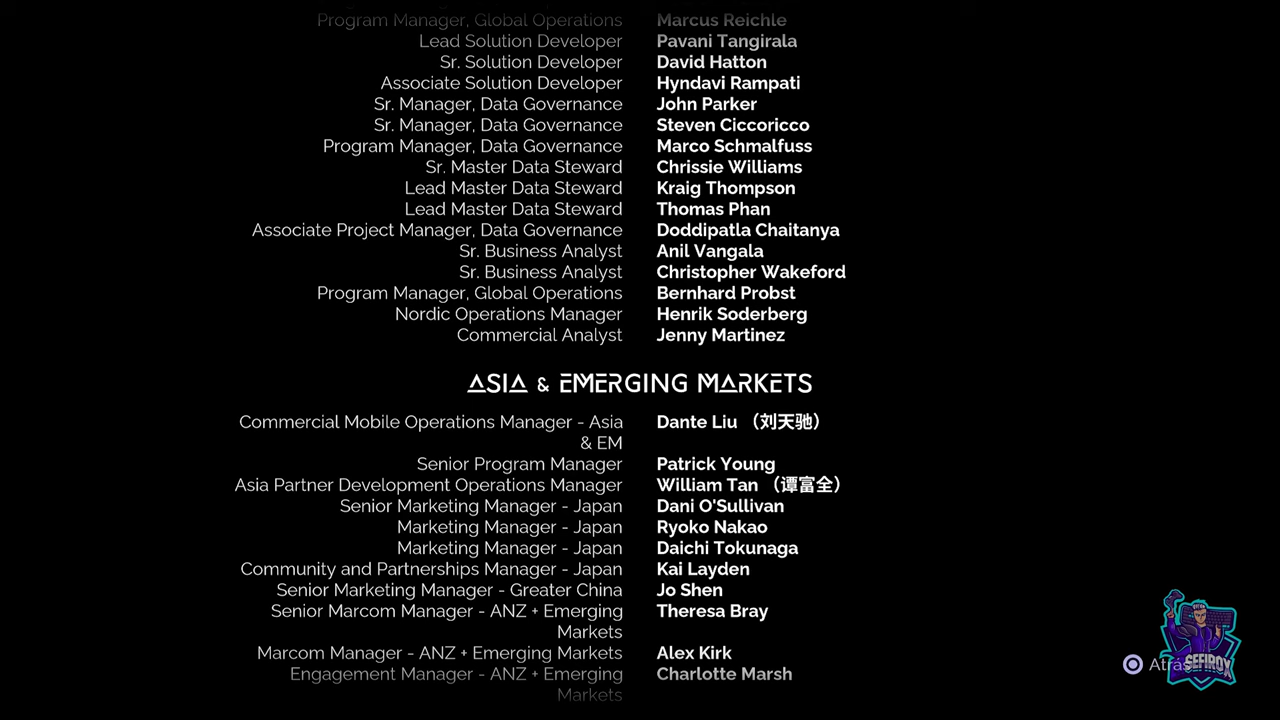 Program Manager, Global Operations Marcus Reichle
Lead Solution Developer Pavani Tangirala
Sr. Solution Developer David Hatton
Associate Solution Developer Hyndavi Rampati
Sr. Manager, Data Governance John Parker
Sr. Manager, Data Governance Steven Ciccoricco
Program Manager, Data Governance Marco Schmalfuss
Sr. Master Data Steward Chrissie Williams
Lead Master Data Steward Kraig Thompson
Lead Master Data Steward Thomas Phan
Associate Project Manager, Data Governance Doddipatla Chaitanya
Sr. Business Analyst Anil Vangala
Sr. Business Analyst Christopher Wakeford
Program Manager, Global Operations Bernhard Probst
Nordic Operations Manager Henrik Soderberg
Commercial Analyst Jenny Martinez
ASIA & EMERGING MARKETS
Commercial Mobile Operations Manager - Asia Dante Liu （刘天驰）
& EM
Senior Program Manager Patrick Young
Asia Partner Development Operations Manager William Tan （谭富全）
Senior Marketing Manager - Japan Dani O'Sullivan
Marketing Manager - Japan Ryoko Nakao
Marketing Manager - Japan Daichi Tokunaga
Community and Partnerships Manager - Japan Kai Layden
Senior Marketing Manager - Greater China Jo Shen
Senior Marcom Manager - ANZ + Emerging Theresa Bray
Markets
Marcom Manager - ANZ + Emerging Markets Alex Kirk
Engagement Manager - ANZ + Emerging Charlotte Marsh
Markets
Atrás
SEFIROX